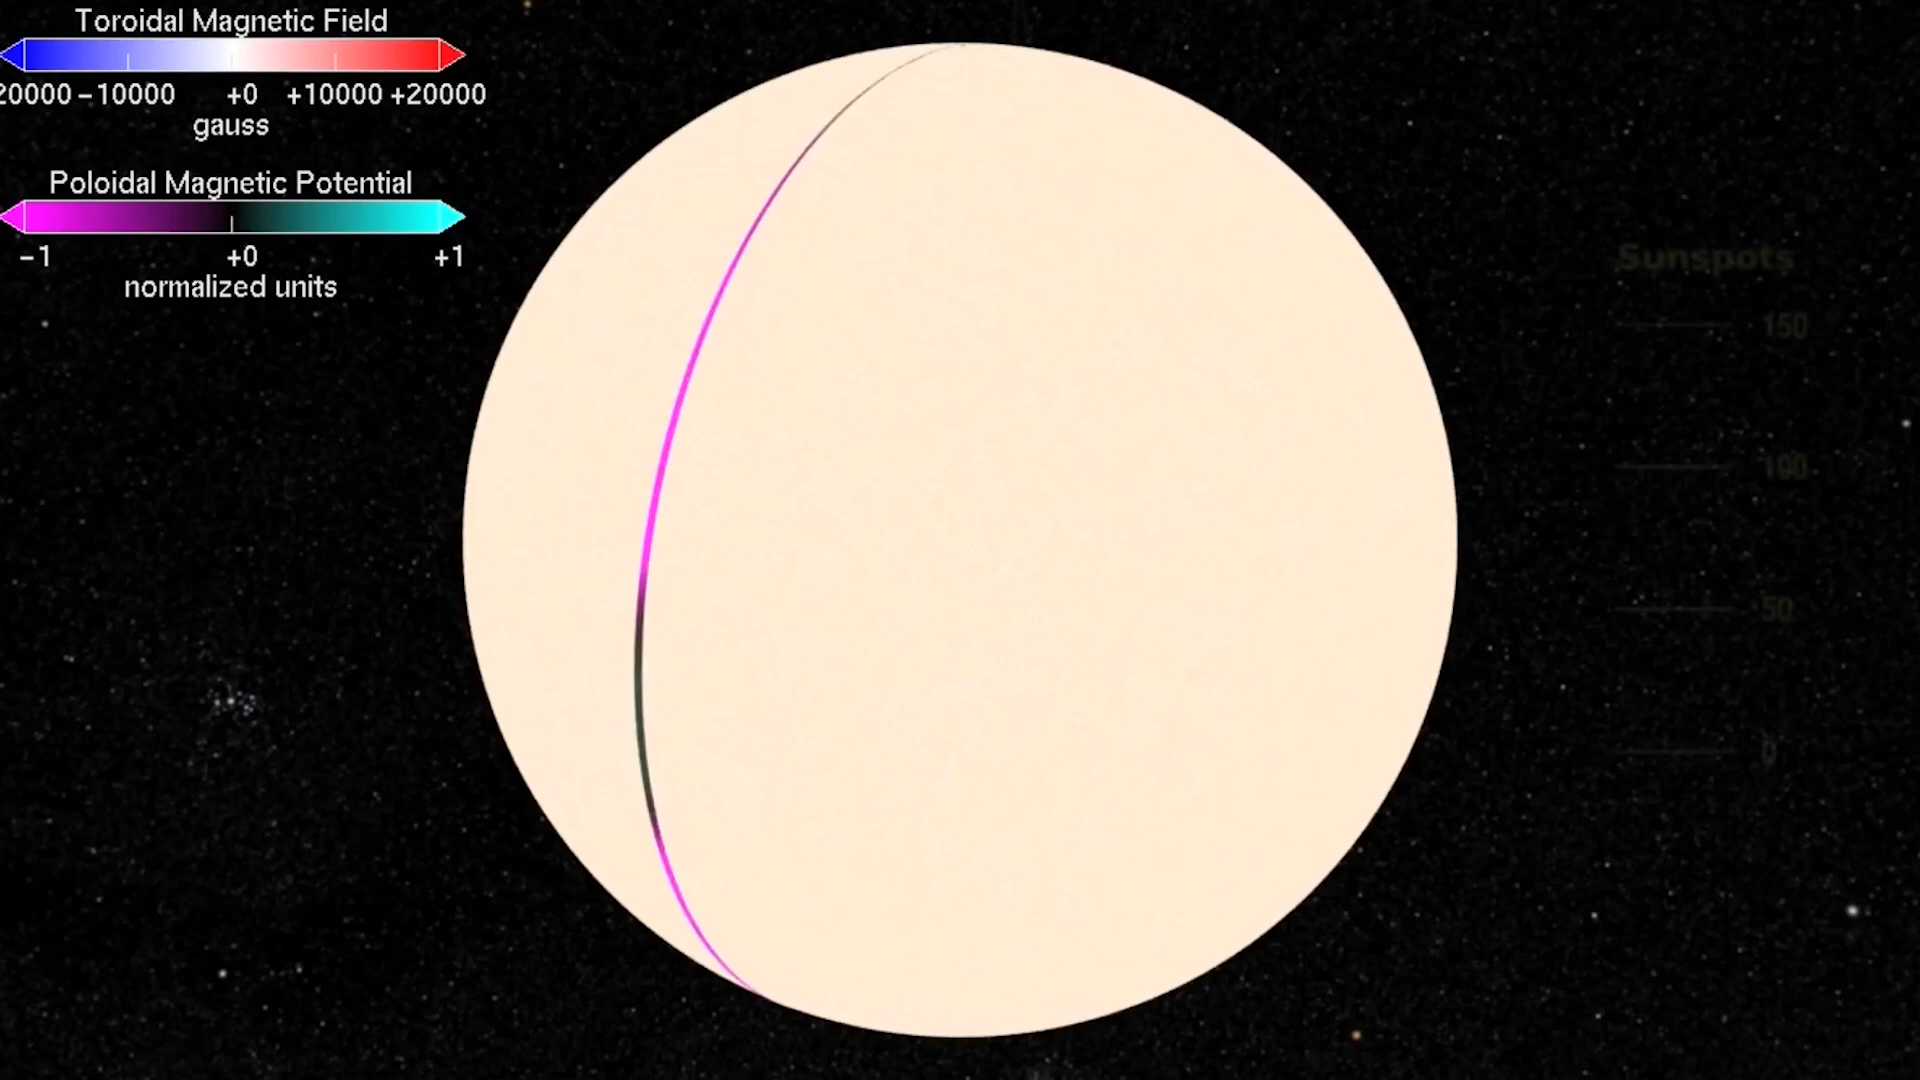 Toroidal Magnetic Field
20000 -10000 +0 +10000 +20000
gauss
Poloidal Magnetic Potential
-1 +0 +1
normalized units
Sunspots
150
100
50
0